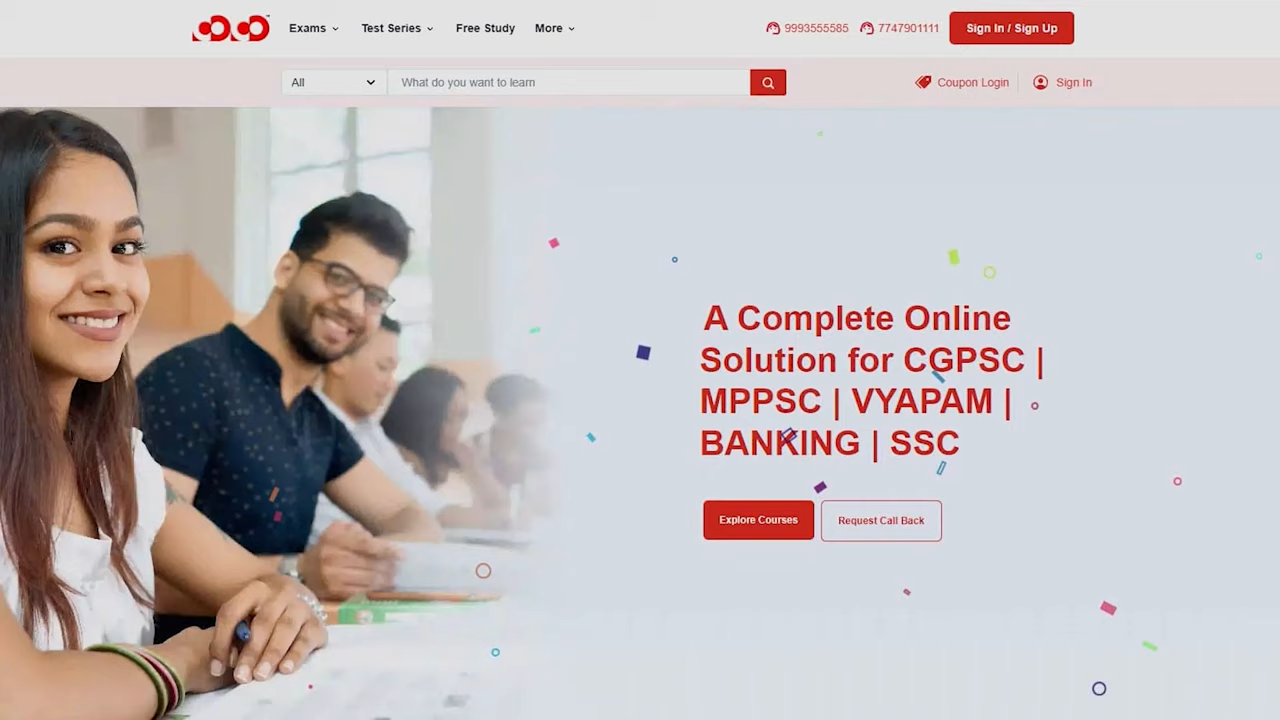 Exams
Test Series
Free Study
More
9993555585
7747901111
Sign In / Sign Up
All
What do you want to learn
Coupon Login
Sign In
A Complete Online
Solution for CGPSC |
MPPSC | VYAPAM |
BANKING | SSC
Explore Courses
Request Call Back